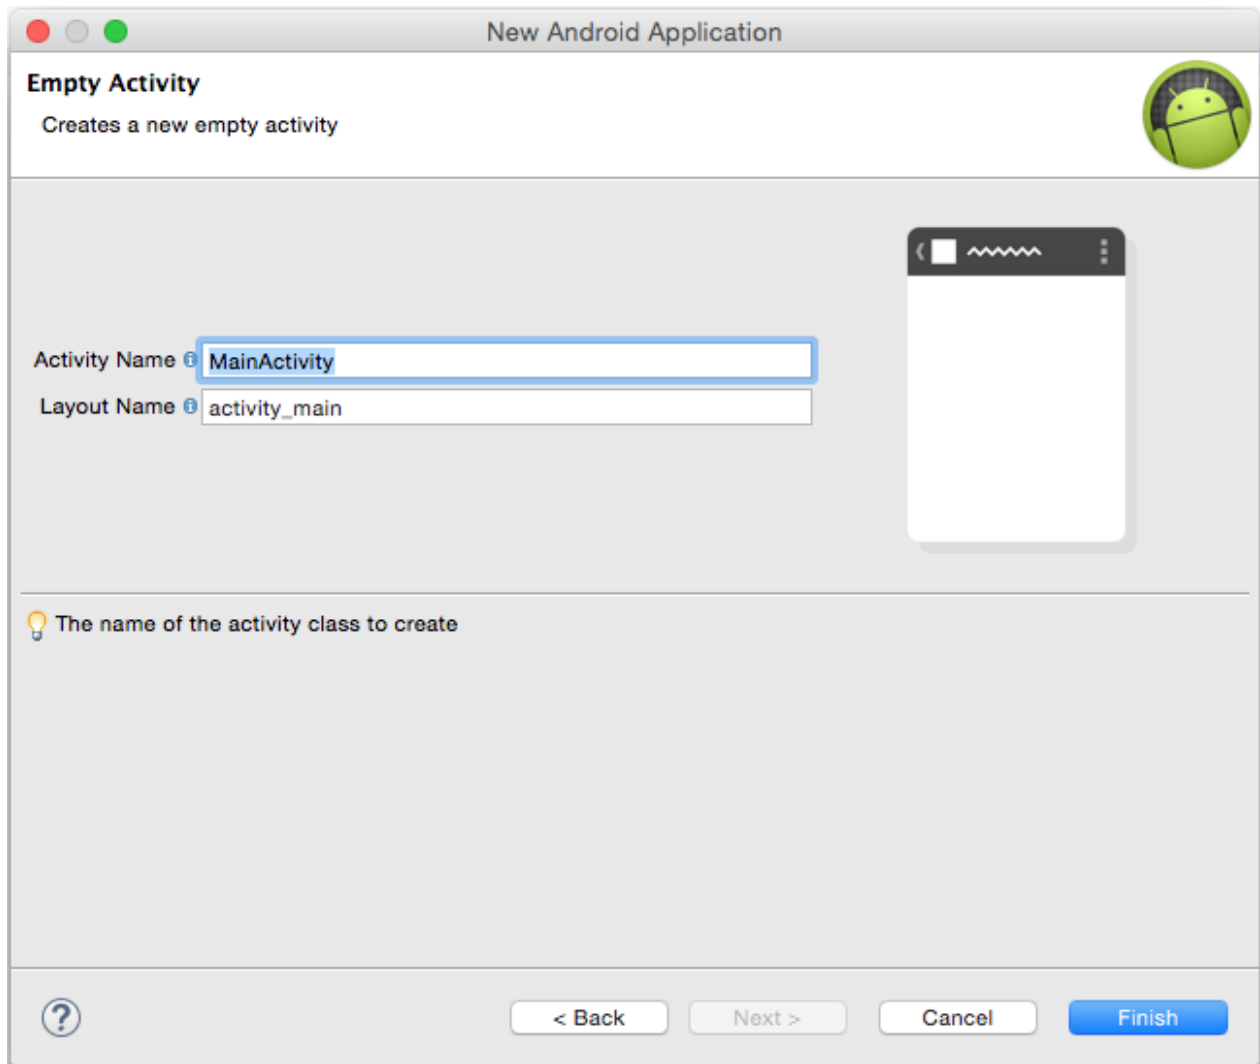 New Android Application
Empty Activity
Creates a new empty activity
Activity Name MainActivity
Layout Name activity_main
The name of the activity class to create
? < Back Next > Cancel Finish